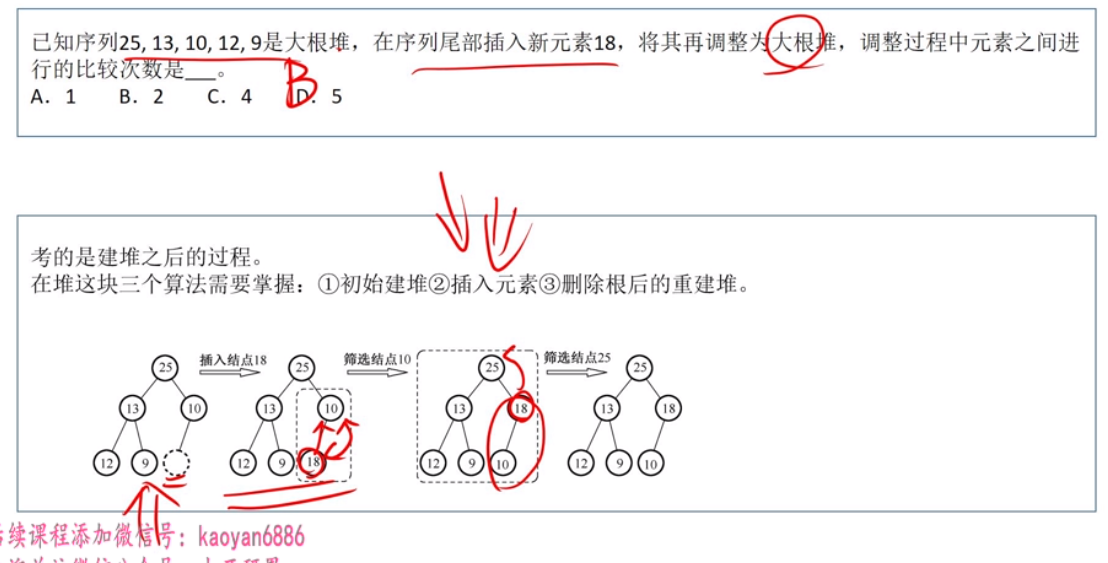 已知序列25, 13, 10, 12, 9是大根堆，在序列尾部插入新元素18，将其再调整为大根堆，调整过程中元素之间进
行的比较次数是___。
A. 1 B. 2 C. 4 D. 5
B
考的是建堆之后的过程。
在堆这块三个算法需要掌握：①初始建堆②插入元素③删除根后的重建堆。
插入结点18 筛选结点10 筛选结点25
25 25 25 25
13 10 13 10 13 18 13 18
12 9 12 9 18 12 9 10 12 9 10
续课程添加微信号：kaoyan6886